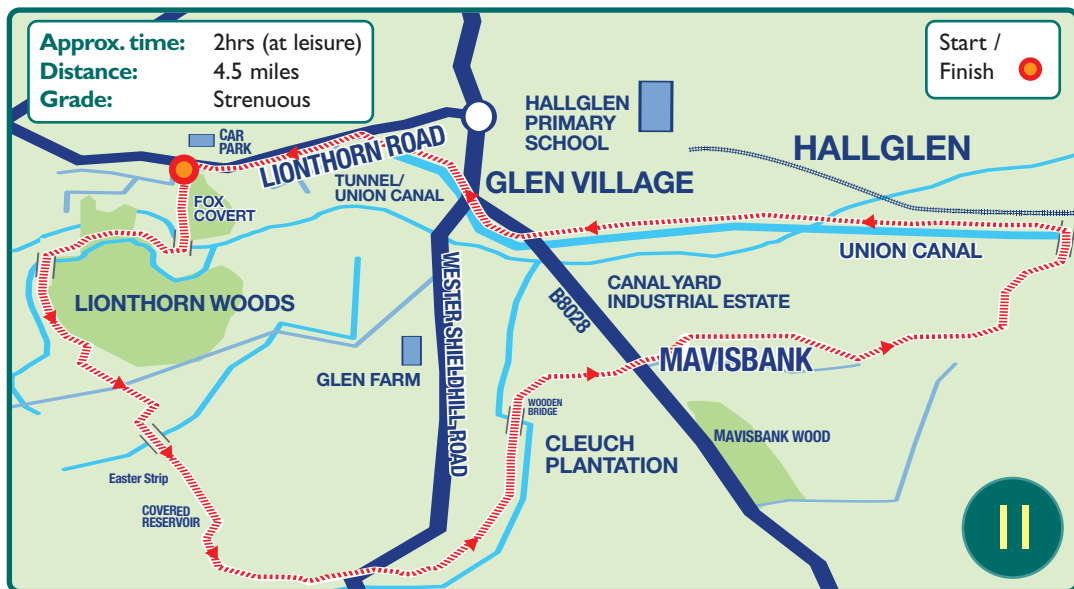 Approx. time: 2hrs (at leisure)
Distance: 4.5 miles
Grade: Strenuous
Start /
Finish
CAR
PARK
HALLGLEN
PRIMARY
SCHOOL
HALLGLEN
LIONTHORN ROAD
TUNNEL/
UNION CANAL
GLEN VILLAGE
FOX
COVERT
UNION CANAL
LIONTHORN WOODS
WESTER SHIELDHILL ROAD
CANALYARD
INDUSTRIAL ESTATE
B8028
MAVISBANK
GLEN FARM
WOODEN
BRIDGE
CLEUCH
PLANTATION
MAVISBANK WOOD
Easter Strip
COVERED
RESERVOIR
11